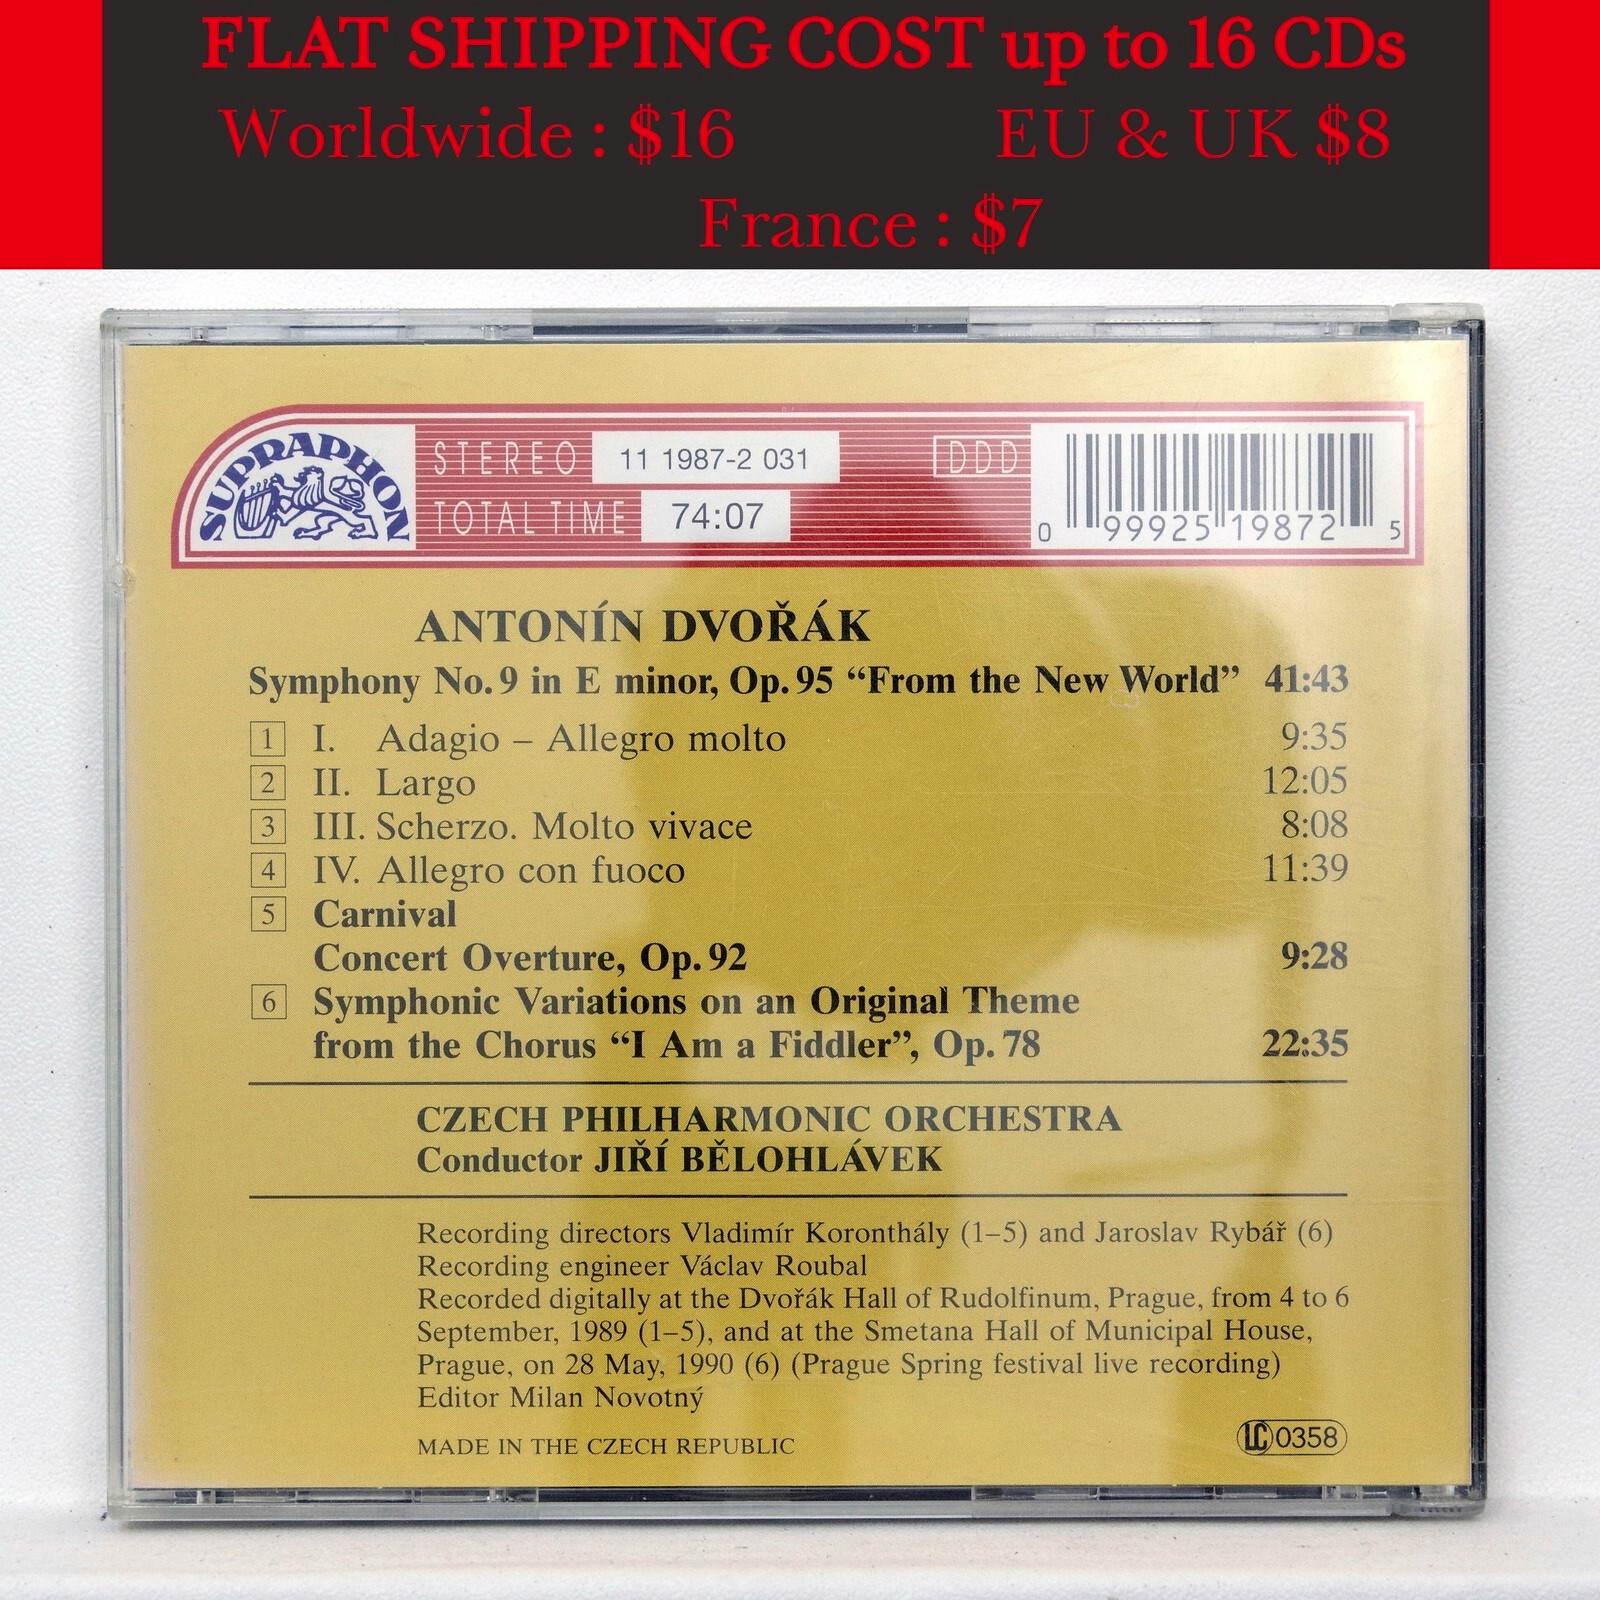 FLAT SHIPPING COST up to 16 CDs
Worldwide : $16 EU & UK $8
France : $7
SUPRAPHON
STEREO 11 1987-2 031 DDD
TOTAL TIME 74:07
0 99925 19872 5
ANTONÍN DVOŘÁK
Symphony No. 9 in E minor, Op. 95 “From the New World” 41:43
1 I. Adagio – Allegro molto 9:35
2 II. Largo 12:05
3 III. Scherzo. Molto vivace 8:08
4 IV. Allegro con fuoco 11:39
5 Carnival
Concert Overture, Op. 92 9:28
6 Symphonic Variations on an Original Theme
from the Chorus “I Am a Fiddler”, Op. 78 22:35
CZECH PHILHARMONIC ORCHESTRA
Conductor JIŘÍ BĚLOHLÁVEK
Recording directors Vladimír Koronthály (1–5) and Jaroslav Rybář (6)
Recording engineer Václav Roubal
Recorded digitally at the Dvořák Hall of Rudolfinum, Prague, from 4 to 6
September, 1989 (1–5), and at the Smetana Hall of Municipal House,
Prague, on 28 May, 1990 (6) (Prague Spring festival live recording)
Editor Milan Novotný
MADE IN THE CZECH REPUBLIC
LC 0358